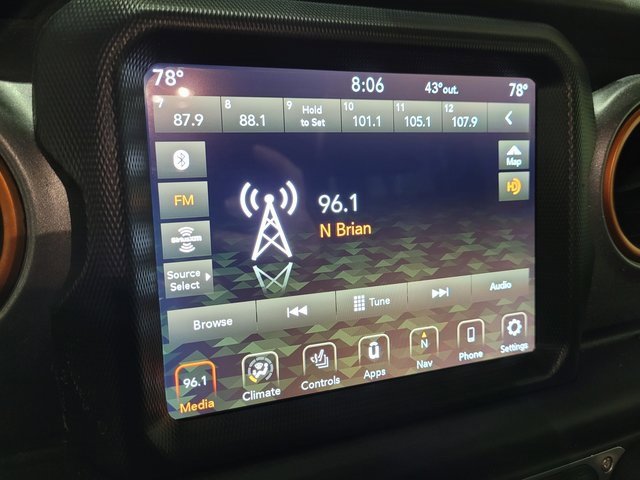 78° 8:06 43°out. 78°
7 8 9 10 11 12
87.9 88.1 Hold to Set 101.1 105.1 107.9
Map
FM
HD
96.1
N Brian
SiriusXM
Source
Select
Browse Tune Audio
96.1 N
Media Climate Controls Apps Nav Phone Settings